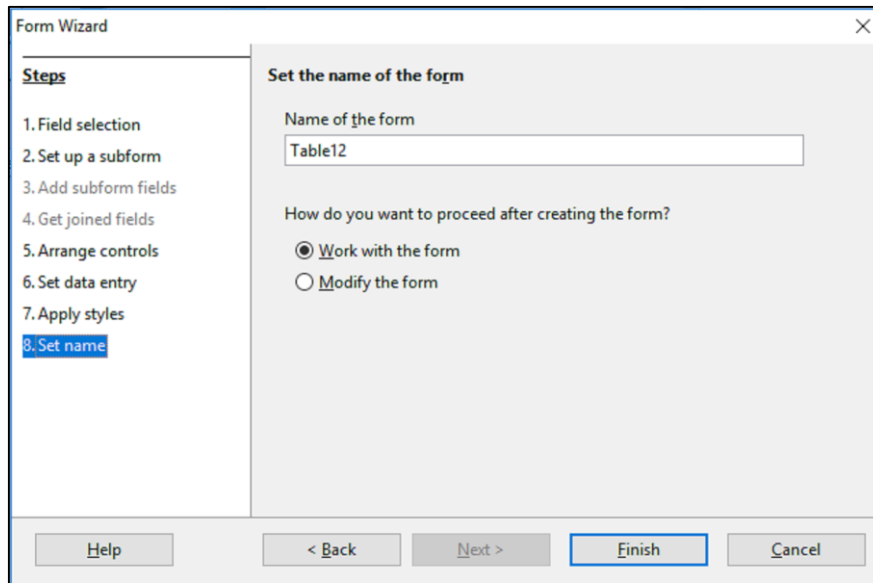 Form Wizard
Steps
1. Field selection
2. Set up a subform
3. Add subform fields
4. Get joined fields
5. Arrange controls
6. Set data entry
7. Apply styles
8. Set name
Set the name of the form
Name of the form
Table12
How do you want to proceed after creating the form?
Work with the form
Modify the form
Help
< Back
Next >
Finish
Cancel